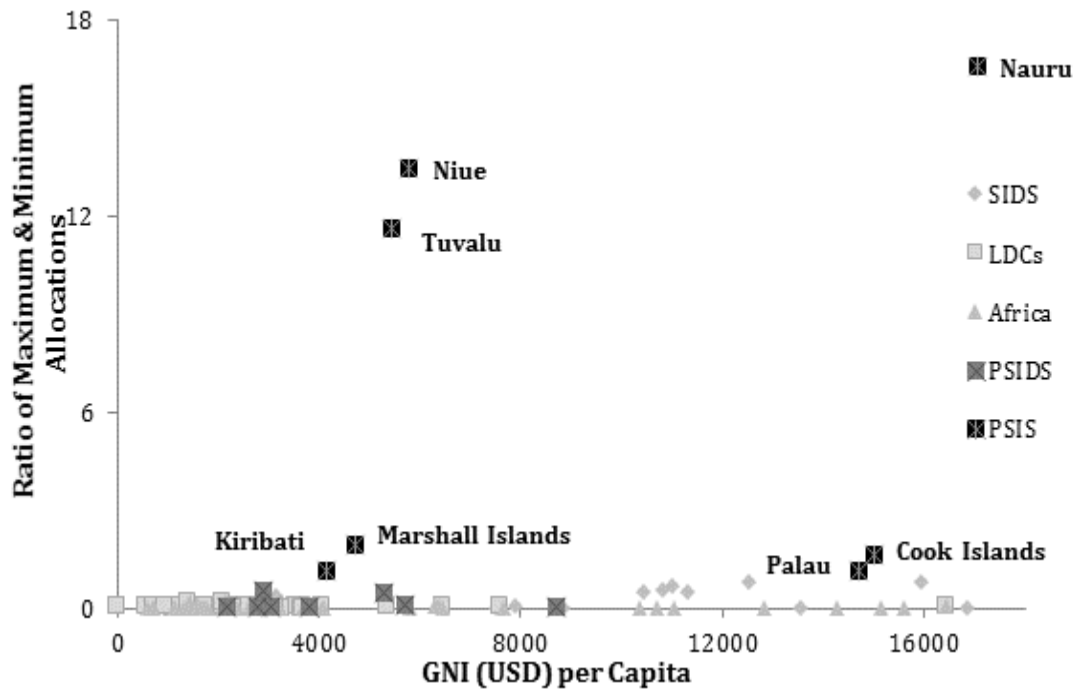 18
Nauru
Niue
SIDS
12
Tuvalu
LDCs
Africa
Ratio of Maximum & Minimum
Allocations
PSIDS
6
PSIS
Kiribati
Marshall Islands
Palau
Cook Islands
0
0
4000
8000
12000
16000
GNI (USD) per Capita